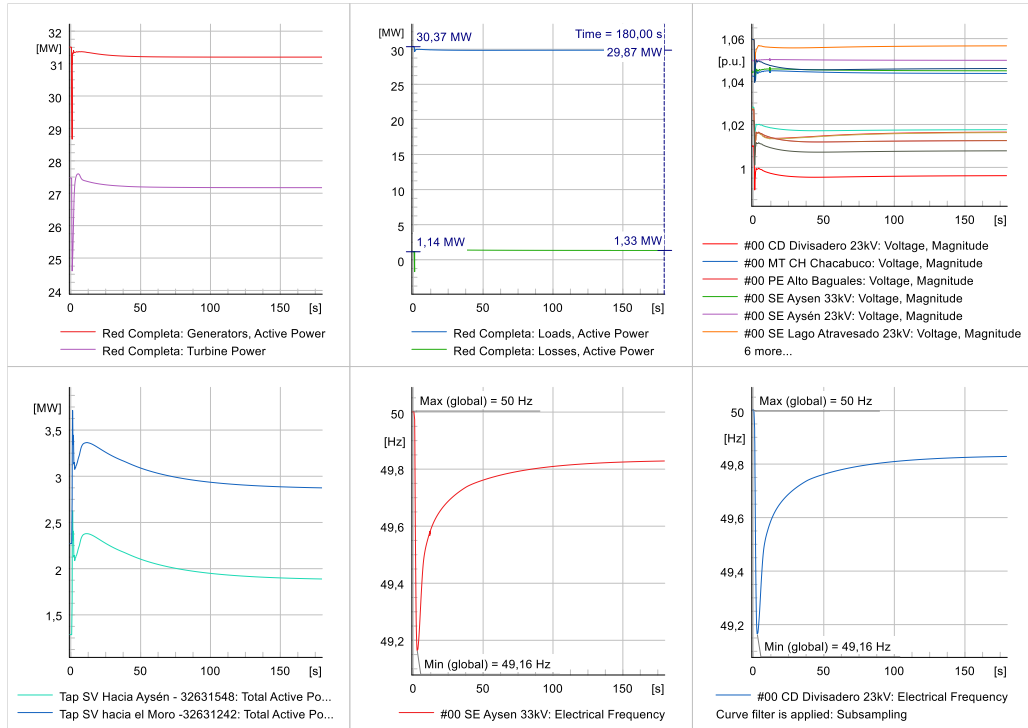 32
[MW]
31
30
29
28
27
26
25
24
0
50
100
150
[s]
Red Completa: Generators, Active Power
Red Completa: Turbine Power
[MW]
30,37 MW
Time = 180,00 s
29,87 MW
30
25
20
15
10
5
1,14 MW
1,33 MW
0
0
50
100
150
[s]
Red Completa: Loads, Active Power
Red Completa: Losses, Active Power
1,06
[p.u.]
1,04
1,02
1
0
50
100
150
[s]
#00 CD Divisadero 23kV: Voltage, Magnitude
#00 MT CH Chacabuco: Voltage, Magnitude
#00 PE Alto Baguales: Voltage, Magnitude
#00 SE Aysen 33kV: Voltage, Magnitude
#00 SE Aysén 23kV: Voltage, Magnitude
#00 SE Lago Atravesado 23kV: Voltage, Magnitude
6 more...
[MW]
3,5
3
2,5
2
1,5
0
50
100
150
[s]
Tap SV Hacia Aysén - 32631548: Total Active Po...
Tap SV hacia el Moro -32631242: Total Active Po...
Max (global) = 50 Hz
50
[Hz]
49,8
49,6
49,4
49,2
Min (global) = 49,16 Hz
0
50
100
150
[s]
#00 SE Aysen 33kV: Electrical Frequency
Max (global) = 50 Hz
50
[Hz]
49,8
49,6
49,4
49,2
Min (global) = 49,16 Hz
0
50
100
150
[s]
#00 CD Divisadero 23kV: Electrical Frequency
Curve filter is applied: Subsampling